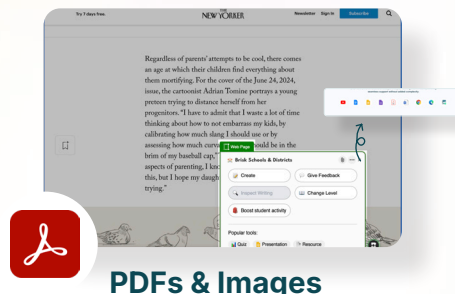 Try 7 days free.
THE
NEW YORKER
Newsletter Sign in
Subscribe
Regardless of parents' attempts to be cool, there comes
an age at which their children find everything about
them mortifying. For the cover of the June 24, 2024,
issue, the cartoonist Adrian Tomine portrays a young
preteen trying to distance herself from her
progenitors. "I have to admit that I waste a lot of time
thinking about how to not embarrass my kids, by
calibrating how much slang I should use or by
assessing how much curv ould be in the
brim of my baseball cap,"
aspects of parenting, I kno
this, but I hope my daugh
trying."
Web Page
Brisk Schools & Districts
Create
Give Feedback
Inspect Writing
Change Level
Boost student activity
Popular tools:
Quiz
Presentation
Resource
PDFs & Images